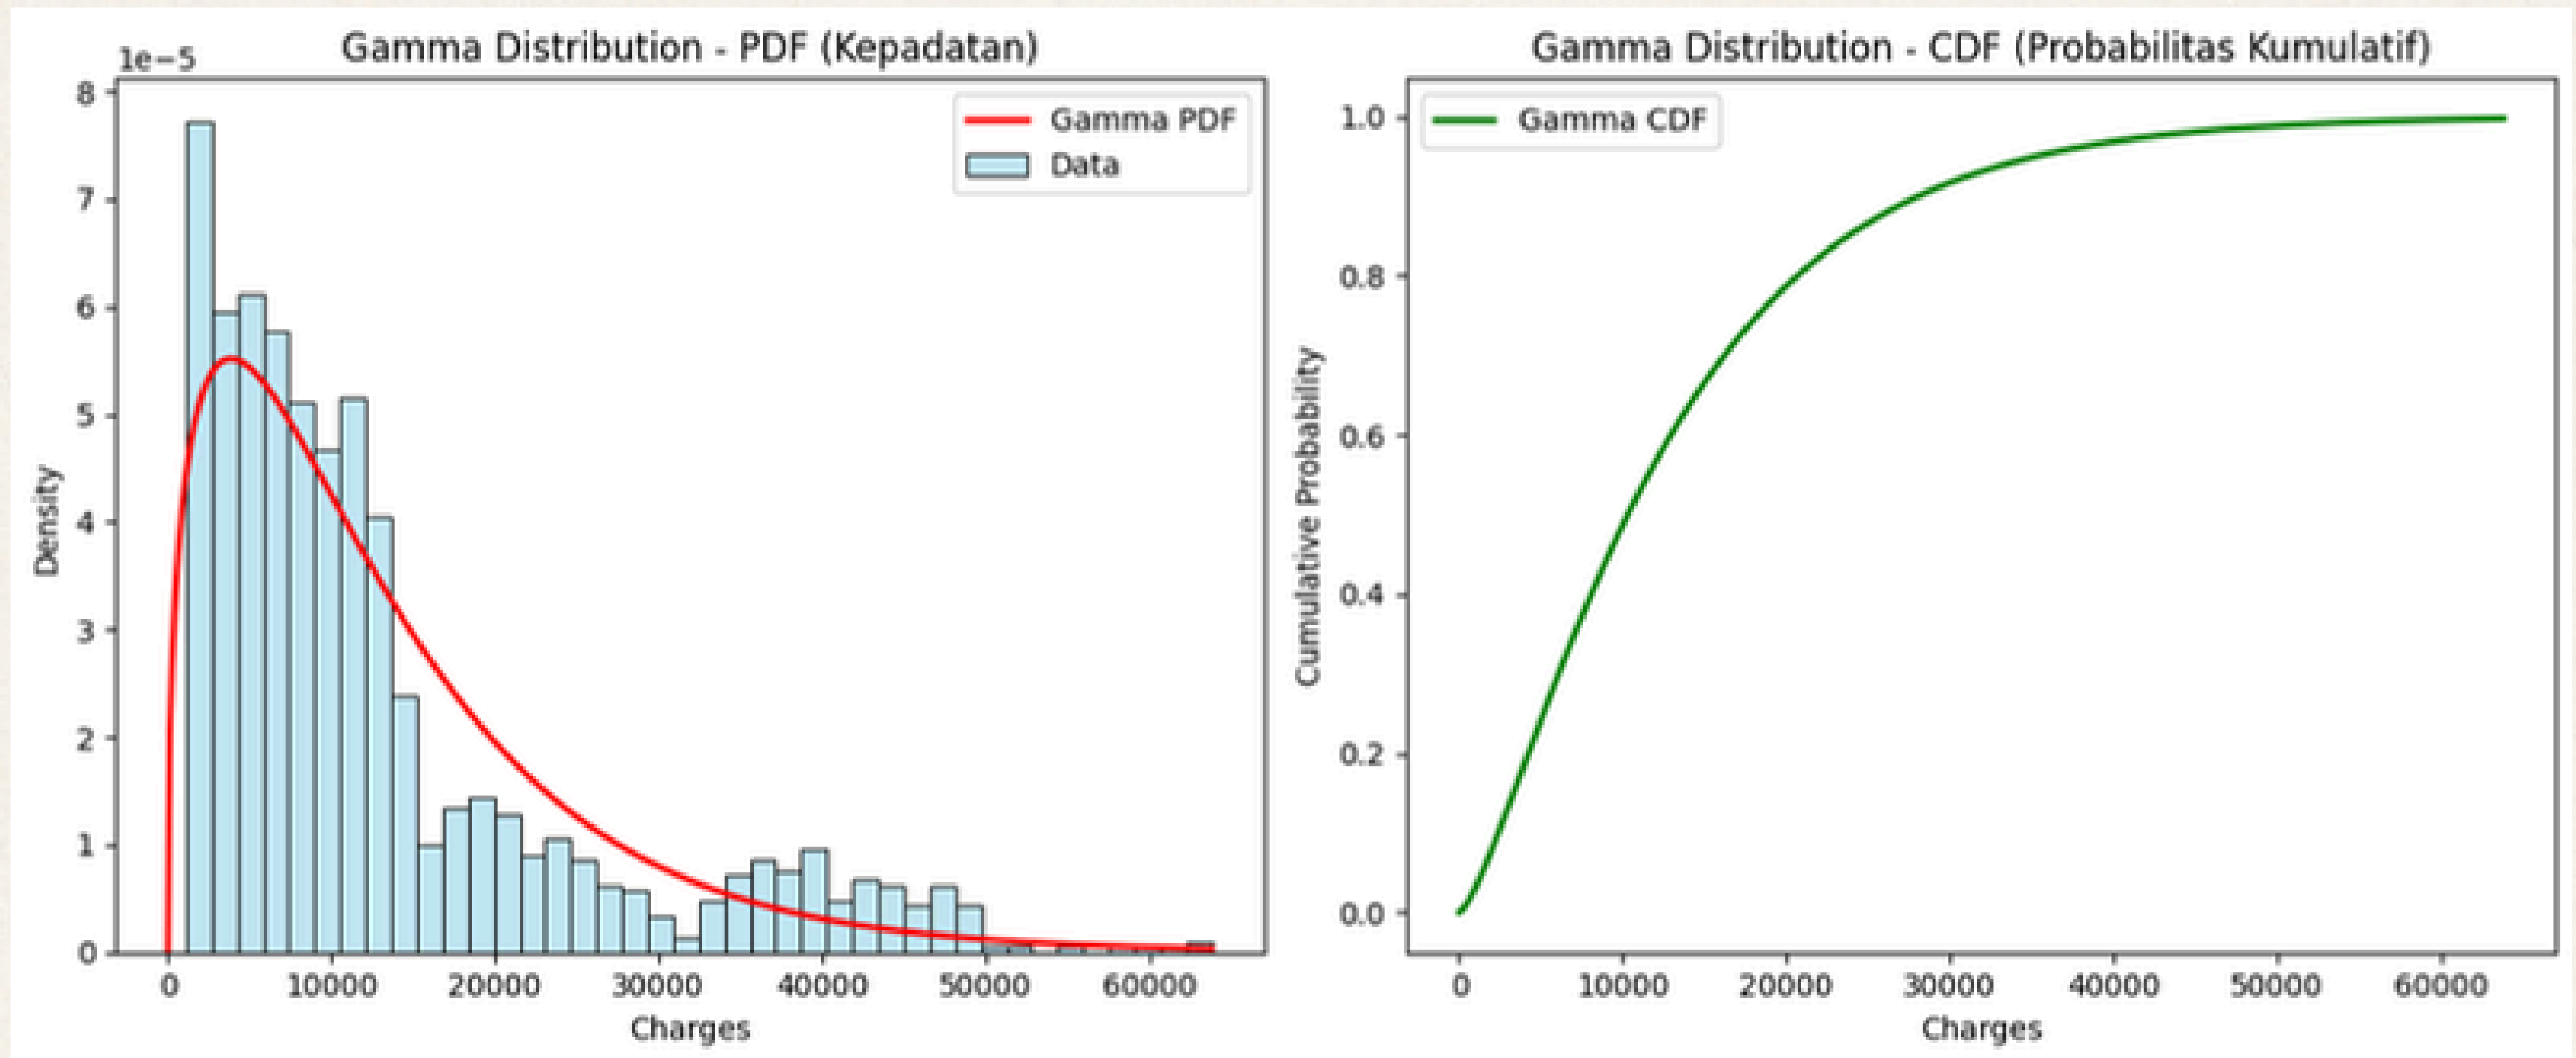 Gamma Distribution - PDF (Kepadatan)
1e−5
8
7
6
5
4
3
2
1
0
Density
Gamma PDF
Data
0 10000 20000 30000 40000 50000 60000
Charges
Gamma Distribution - CDF (Probabilitas Kumulatif)
1.0
0.8
0.6
0.4
0.2
0.0
Cumulative Probability
Gamma CDF
0 10000 20000 30000 40000 50000 60000
Charges